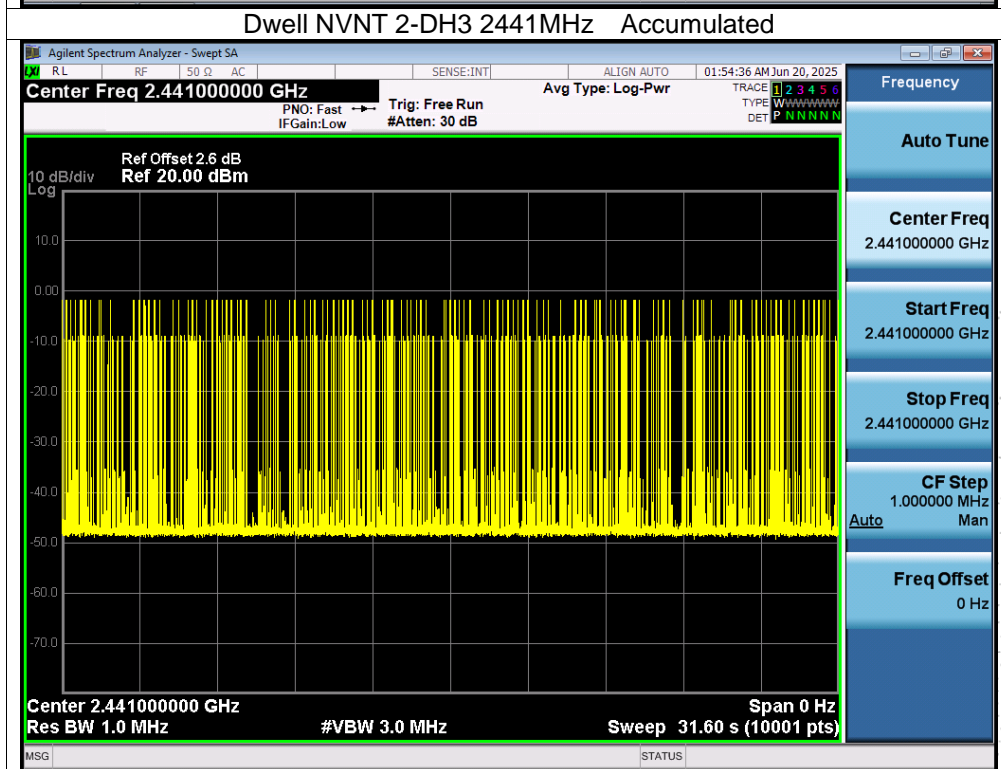 Dwell NVNT 2-DH3 2441MHz Accumulated
Agilent Spectrum Analyzer - Swept SA
LXI RL RF 50 Ω AC SENSE:INT ALIGN AUTO 01:54:36 AM Jun 20, 2025
Center Freq 2.441000000 GHz
PNO: Fast
IFGain:Low
Trig: Free Run
#Atten: 30 dB
Avg Type: Log-Pwr
TRACE 1 2 3 4 5 6
TYPE WWWWWW
DET P N N N N N
Frequency
Auto Tune
Center Freq
2.441000000 GHz
Start Freq
2.441000000 GHz
Stop Freq
2.441000000 GHz
CF Step
1.000000 MHz
Auto Man
Freq Offset
0 Hz
Ref Offset 2.6 dB
10 dB/div Ref 20.00 dBm
Log
10.0
0.00
-10.0
-20.0
-30.0
-40.0
-50.0
-60.0
-70.0
Center 2.441000000 GHz Span 0 Hz
Res BW 1.0 MHz #VBW 3.0 MHz Sweep 31.60 s (10001 pts)
MSG STATUS